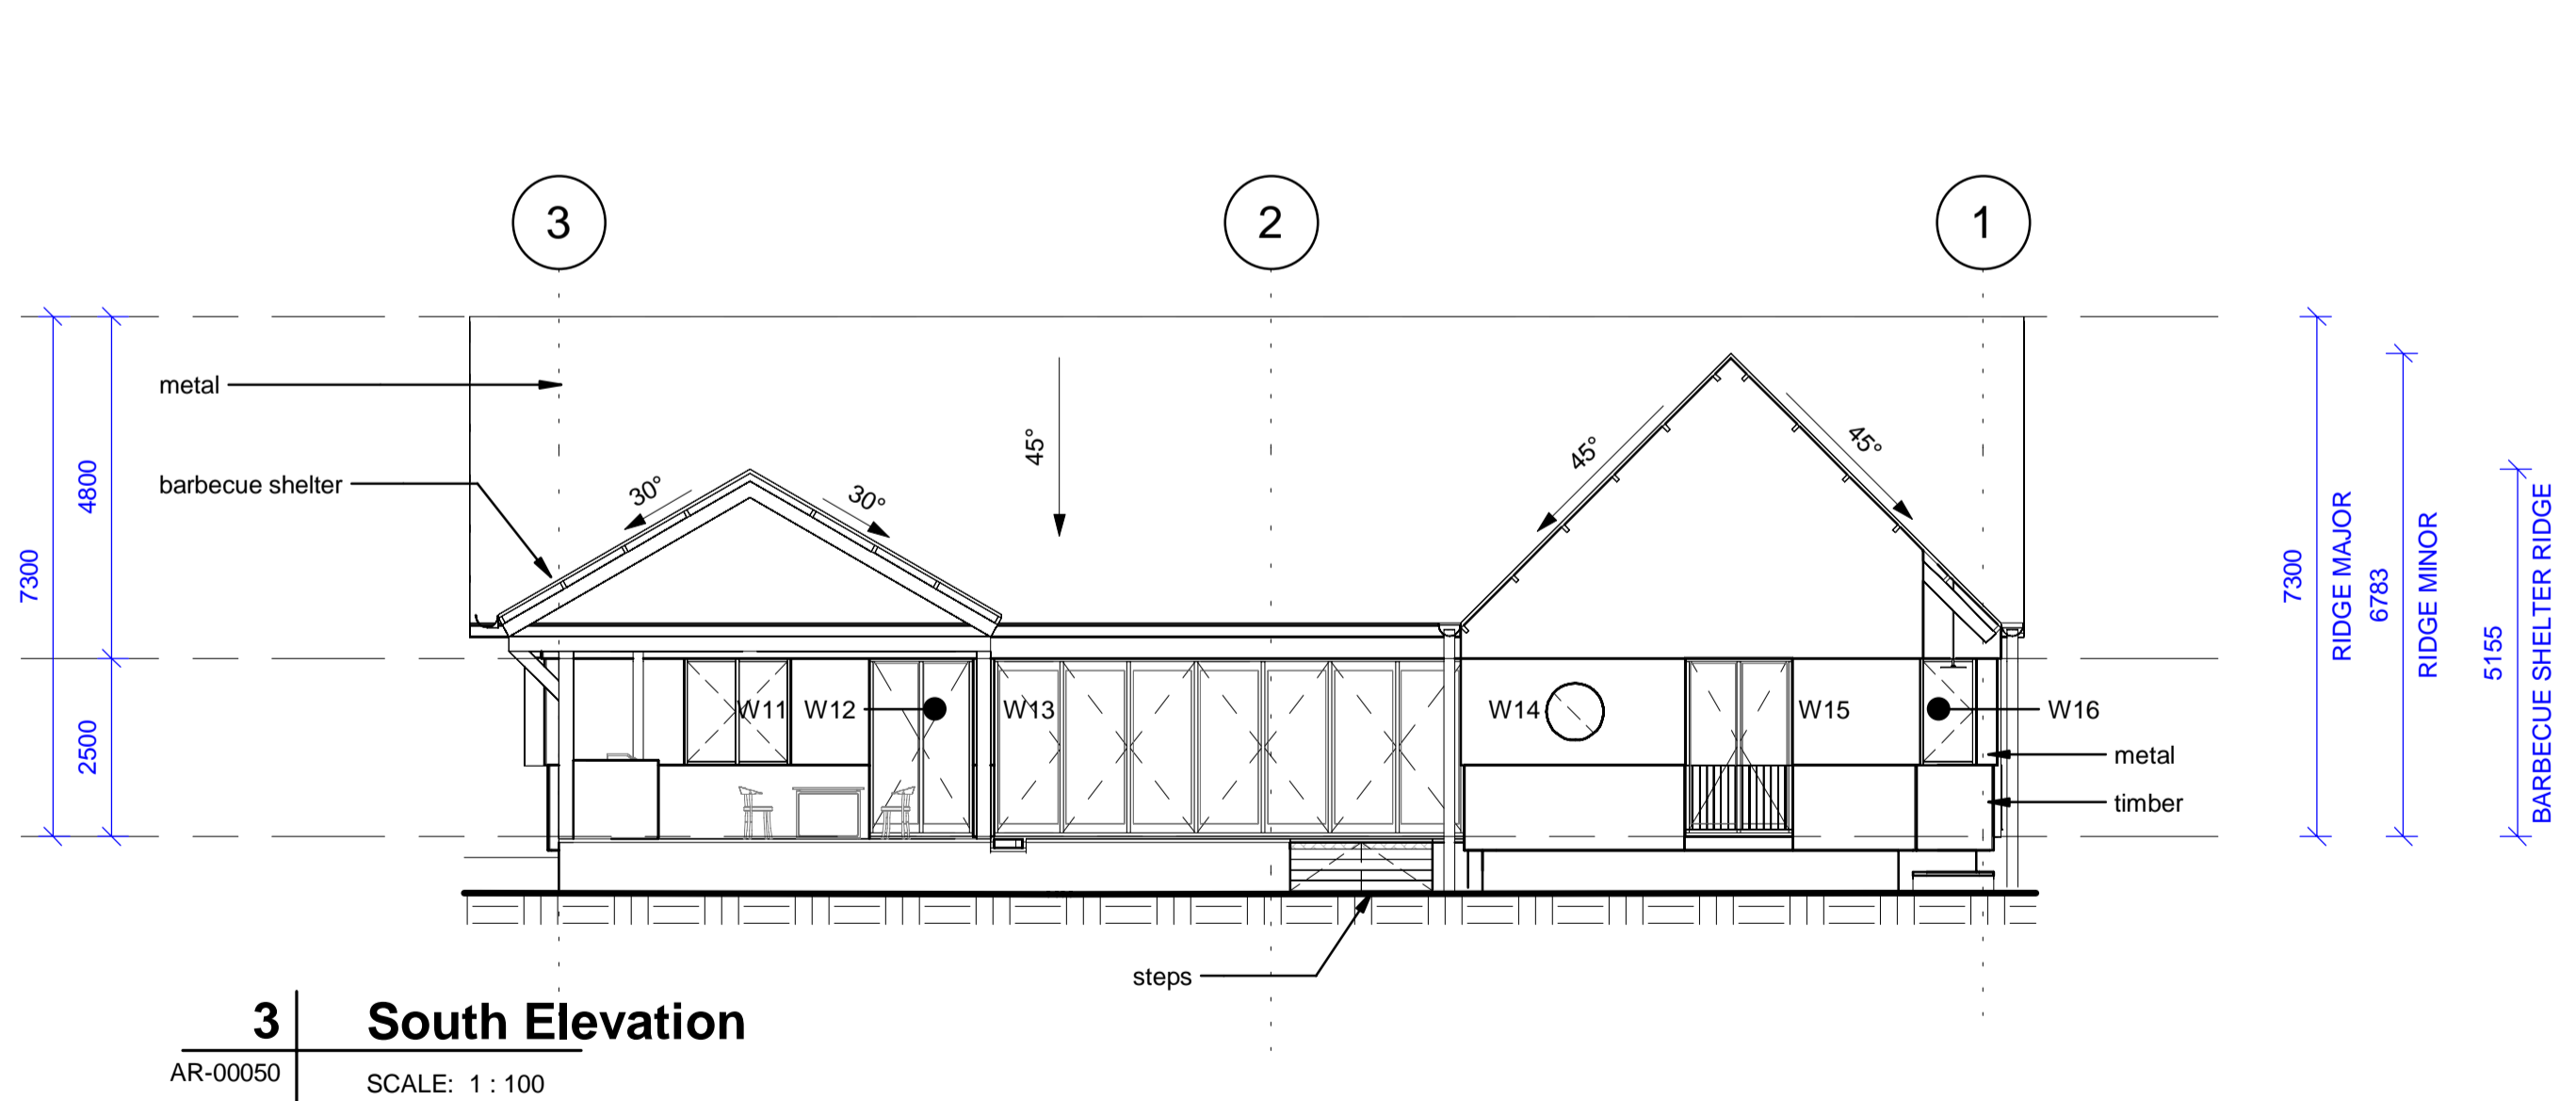 3
2
1
metal
barbecue shelter
30°
30°
45°
45°
45°
7300
4800
2500
W11
W12
W13
W14
W15
W16
metal
timber
7300
RIDGE MAJOR
6783
RIDGE MINOR
5155
BARBECUE SHELTER RIDGE
steps
3
South Elevation
AR-00050
SCALE: 1 : 100